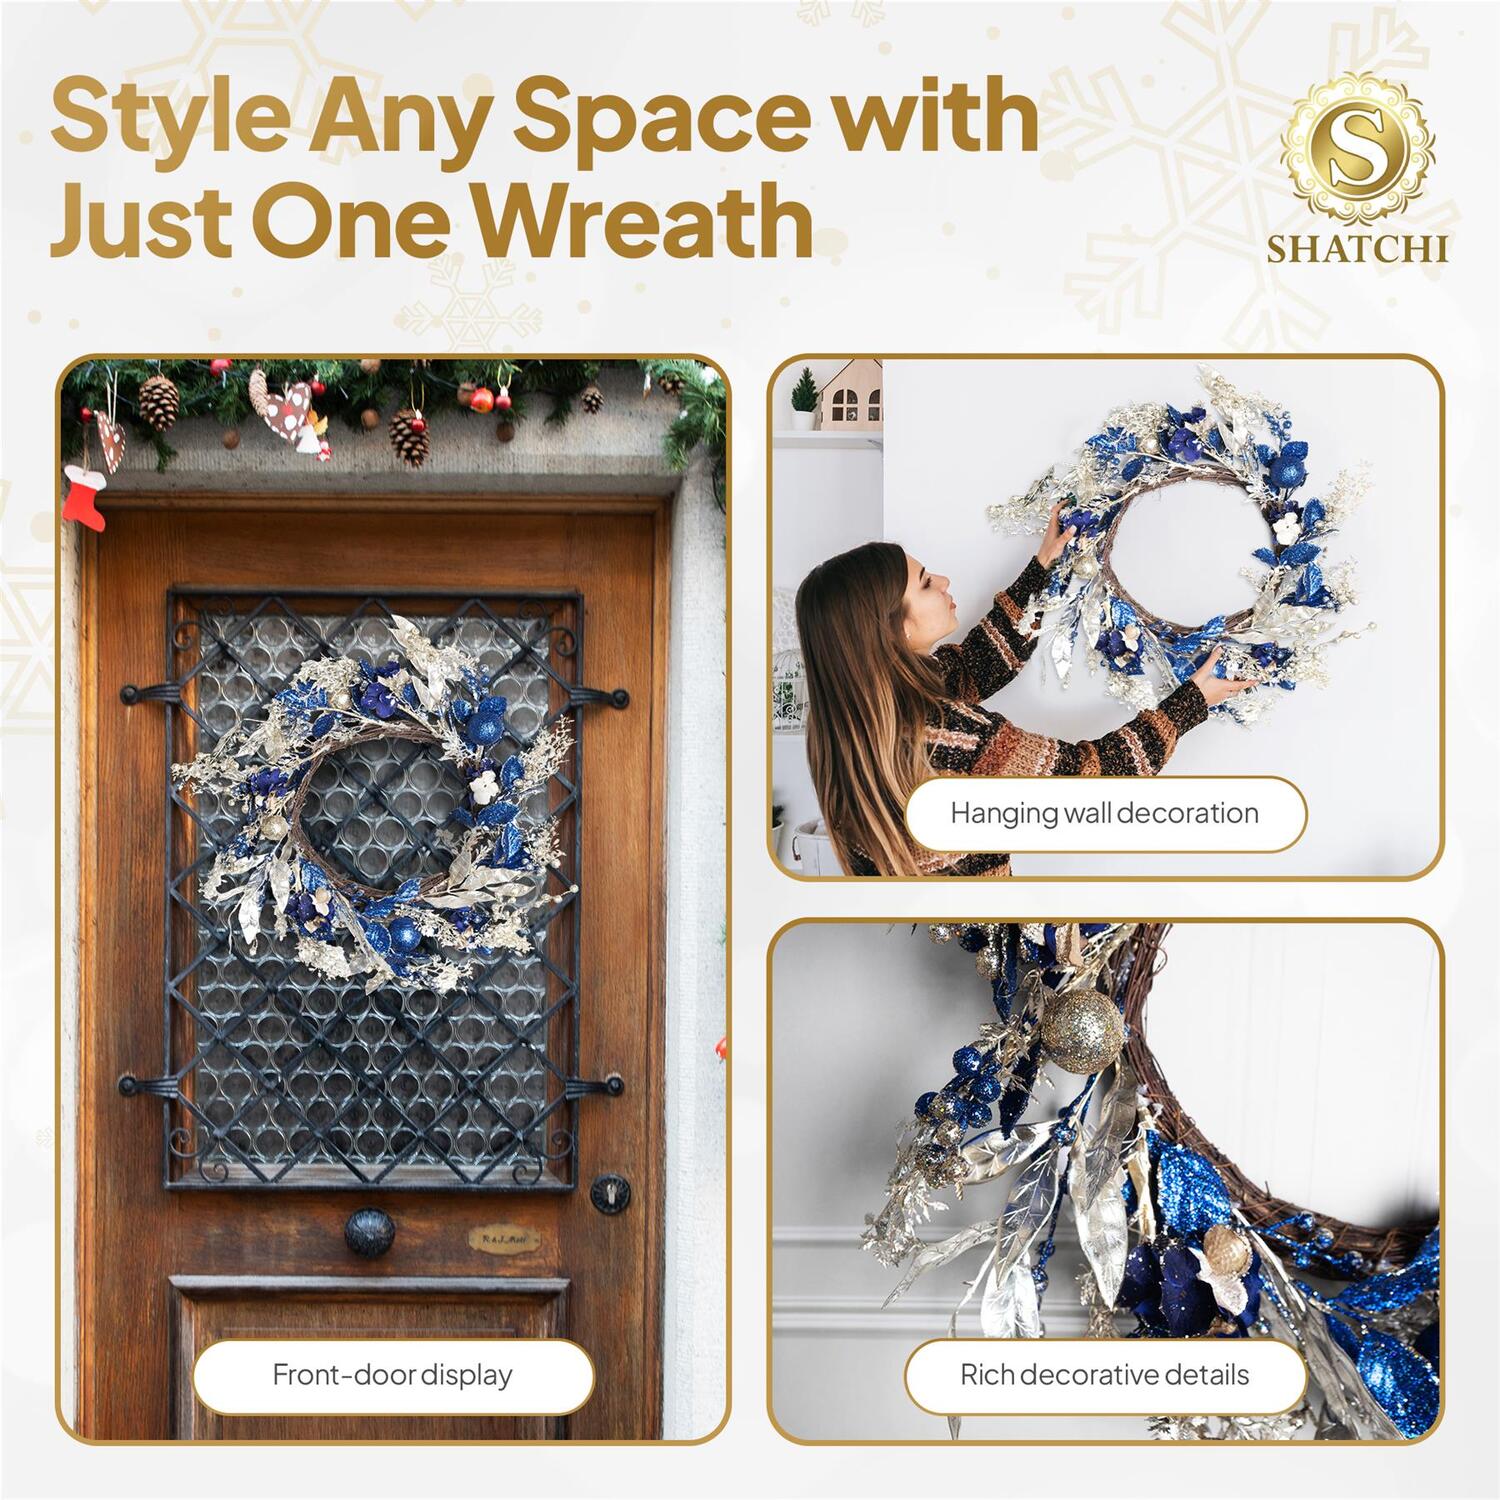 Style Any Space with
Just One Wreath
S
SHATCHI
Hanging wall decoration
Front-door display
Rich decorative details